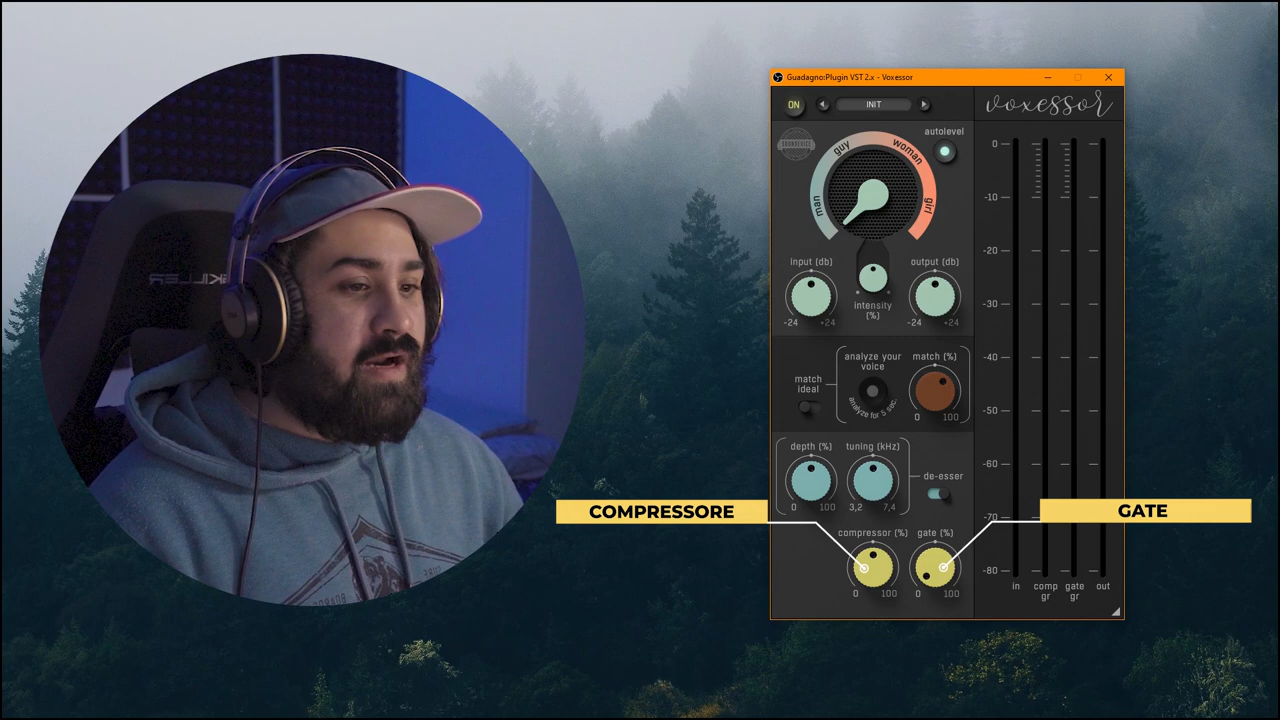 Guadagno:Plugin VST 2.x - Voxessor
ON
INIT
voxessor
SOUNDEVICE
autolevel
man
guy
woman
girl
input (db)
output (db)
-24 +24
intensity
(%)
-24 +24
analyze your
voice
match (%)
match
ideal
analyze for 5 sec.
0 100
depth (%)
tuning (kHz)
de-esser
0 100
3,2 7,4
COMPRESSORE
GATE
compressor (%)
gate (%)
0 100
0 100
0
-10
-20
-30
-40
-50
-60
-70
-80
in
comp
gr
gate
gr
out